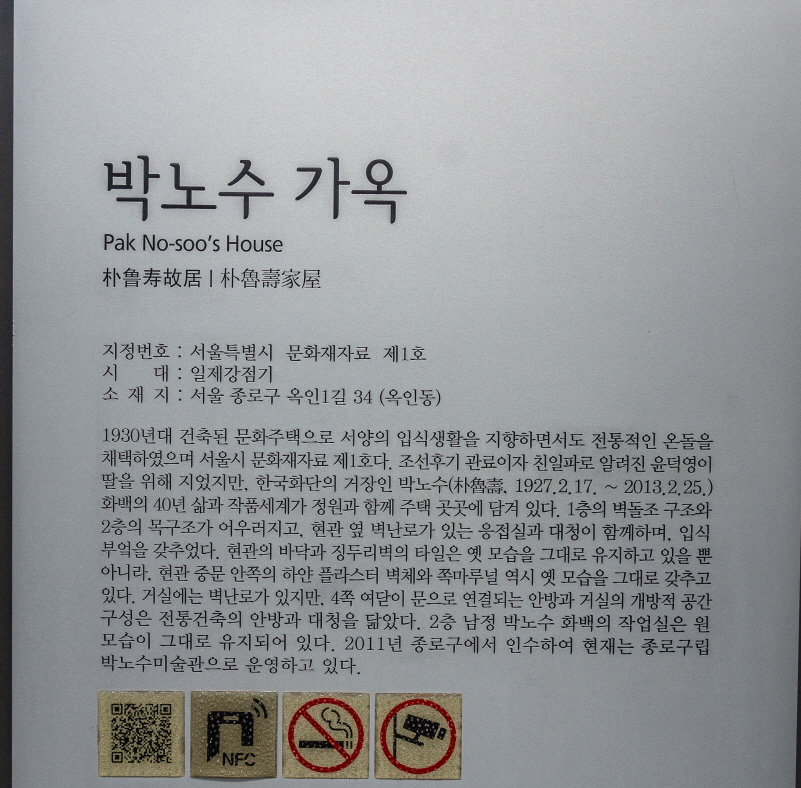 박노수 가옥
Pak No-soo's House
朴鲁寿故居 | 朴魯壽家屋
지정번호 : 서울특별시 문화재자료 제1호
시 대 : 일제강점기
소 재 지 : 서울 종로구 옥인1길 34 (옥인동)
1930년대 건축된 문화주택으로 서양의 입식생활을 지향하면서도 전통적인 온돌을
채택하였으며 서울시 문화재자료 제1호다. 조선후기 관료이자 친일파로 알려진 윤덕영이
딸을 위해 지었지만, 한국화단의 거장인 박노수(朴魯壽, 1927.2.17. ~ 2013.2.25.)
화백의 40년 삶과 작품세계가 정원과 함께 주택 곳곳에 담겨 있다. 1층의 벽돌조 구조와
2층의 목구조가 어우러지고, 현관 옆 벽난로가 있는 응접실과 대청이 함께하며, 입식
부엌을 갖추었다. 현관의 바닥과 징두리벽의 타일은 옛 모습을 그대로 유지하고 있을 뿐
아니라, 현관 중문 안쪽의 하얀 플라스터 벽체와 쪽마루널 역시 옛 모습을 그대로 갖추고
있다. 거실에는 벽난로가 있지만, 4쪽 여닫이 문으로 연결되는 안방과 거실의 개방적 공간
구성은 전통건축의 안방과 대청을 닮았다. 2층 남정 박노수 화백의 작업실은 원
모습이 그대로 유지되어 있다. 2011년 종로구에서 인수하여 현재는 종로구립
박노수미술관으로 운영하고 있다.
NFC